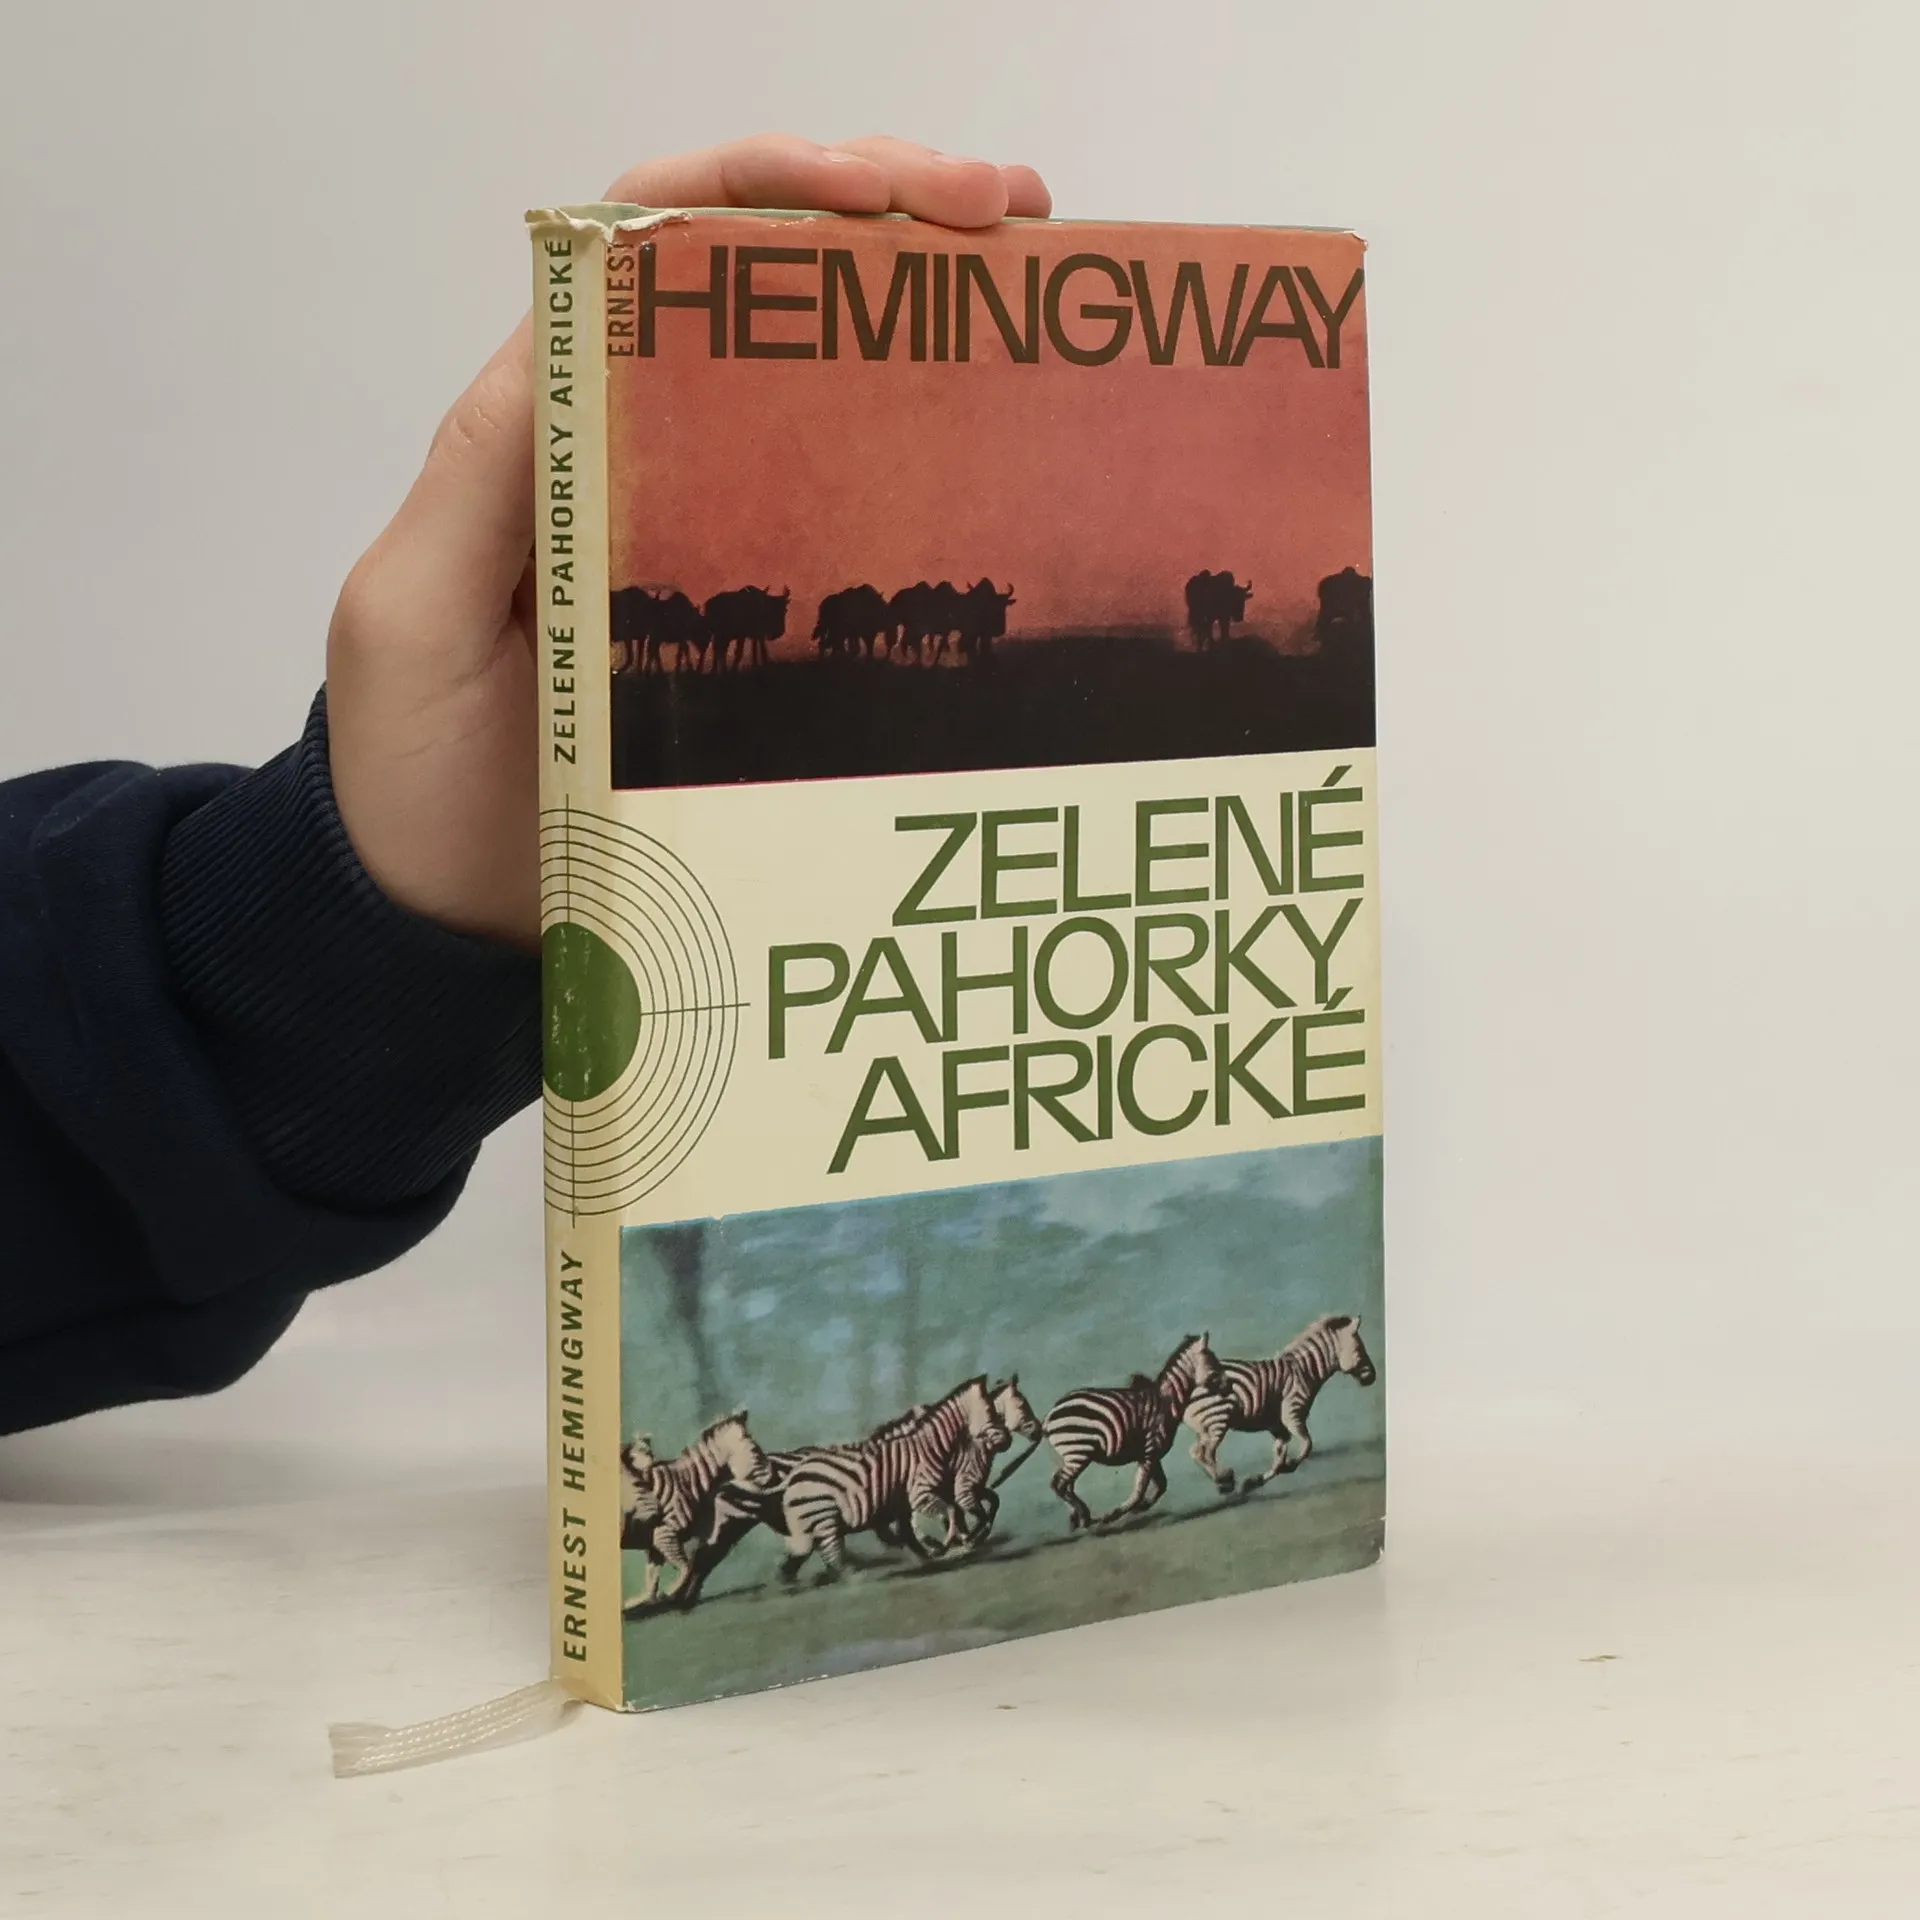 ERNEST
HEMINGWAY
ZELENÉ
PAHORKY
AFRICKÉ
ERNEST HEMINGWAY
ZELENÉ PAHORKY AFRICKÉ